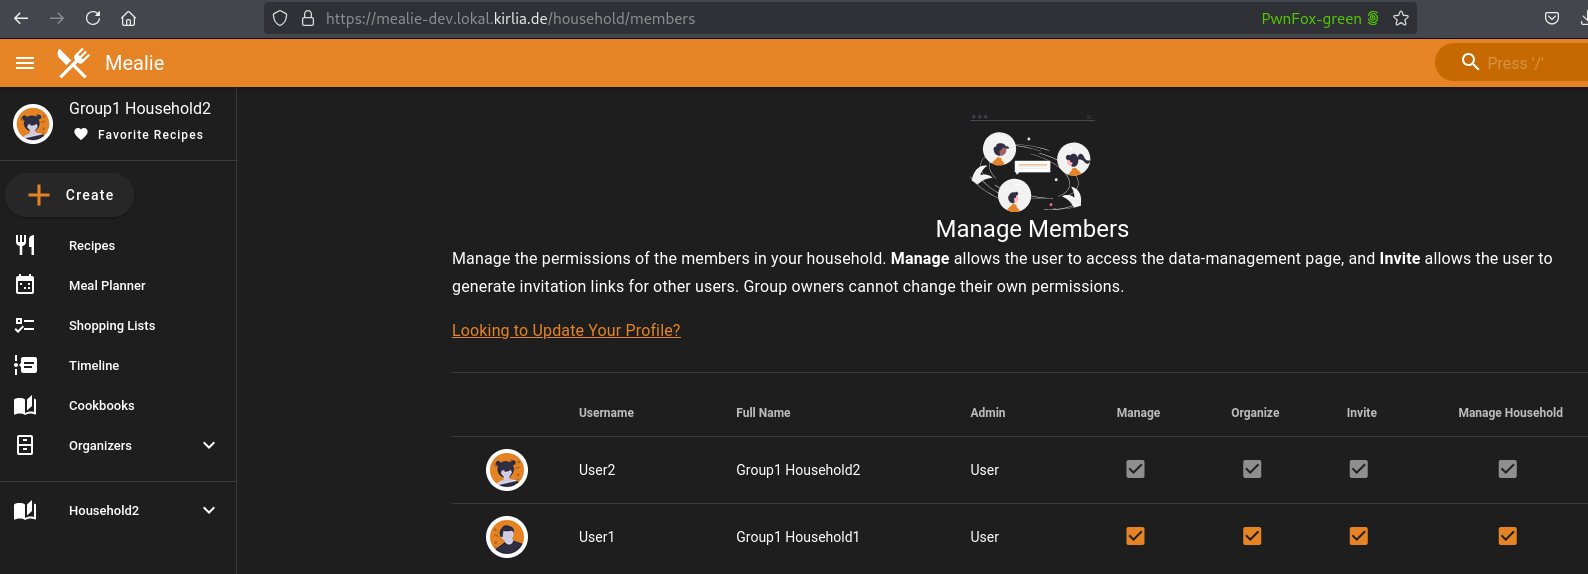 https://mealie-dev.lokal.kirlia.de/household/members
PwnFox-green
Mealie
Press '/'
Group1 Household2
Favorite Recipes
Create
Recipes
Meal Planner
Shopping Lists
Timeline
Cookbooks
Organizers
Household2
Manage Members
Manage the permissions of the members in your household. Manage allows the user to access the data-management page, and Invite allows the user to
generate invitation links for other users. Group owners cannot change their own permissions.
Looking to Update Your Profile?
Username Full Name Admin Manage Organize Invite Manage Household
User2 Group1 Household2 User
User1 Group1 Household1 User